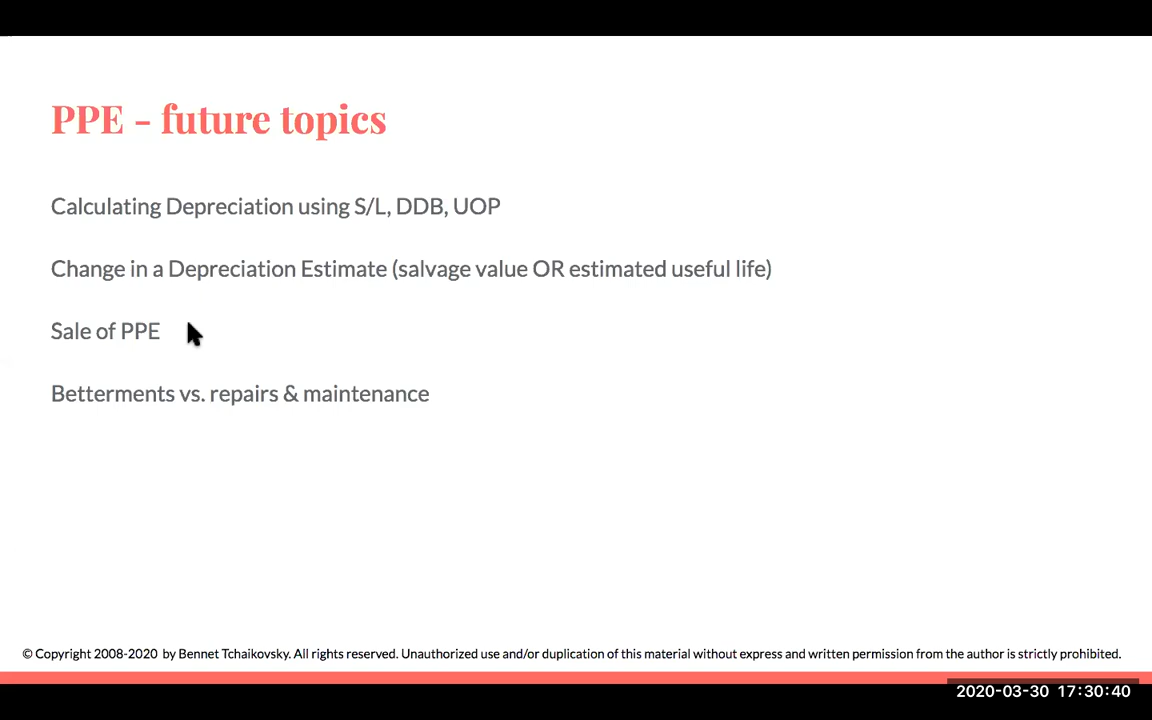 PPE - future topics
Calculating Depreciation using S/L, DDB, UOP
Change in a Depreciation Estimate (salvage value OR estimated useful life)
Sale of PPE
Betterments vs. repairs & maintenance
© Copyright 2008-2020 by Bennet Tchaikovsky. All rights reserved. Unauthorized use and/or duplication of this material without express and written permission from the author is strictly prohibited.
2020-03-30 17:30:40